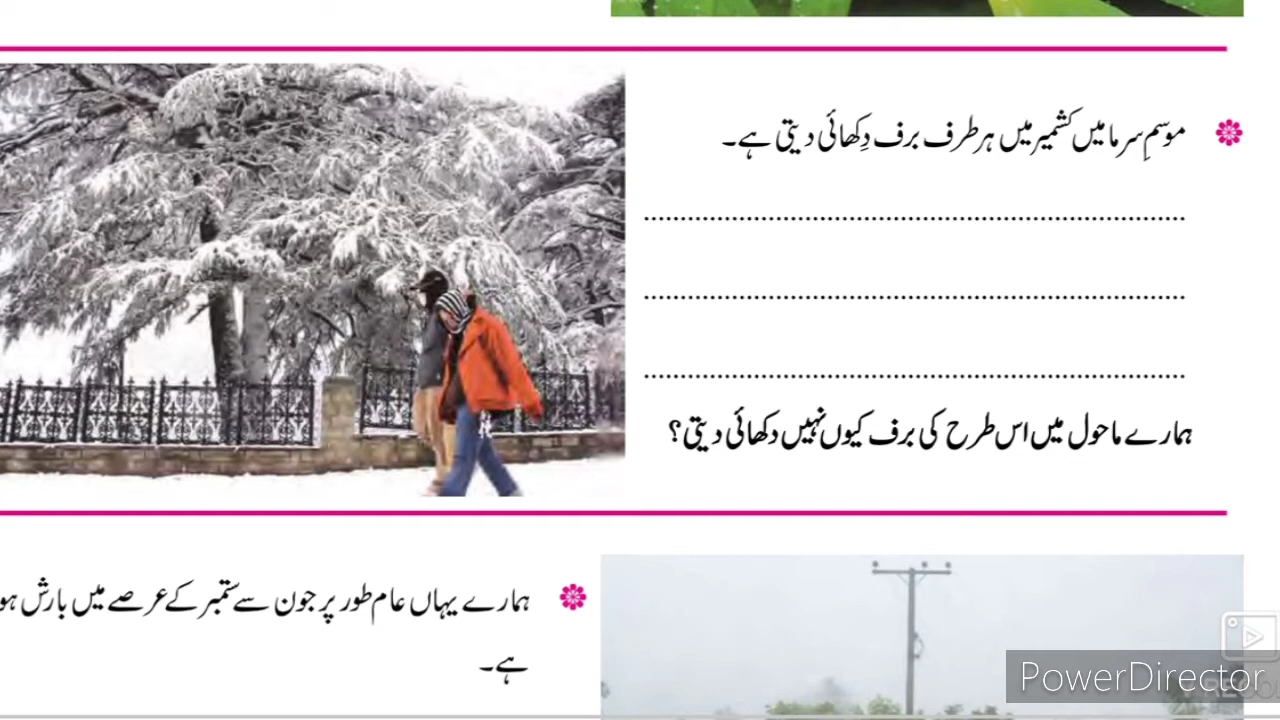 موسمِ سرما میں کشمیر میں ہر طرف برف دِکھائی دیتی ہے۔
ہمارے ماحول میں اس طرح کی برف کیوں نہیں دکھائی دیتی؟
ہمارے یہاں عام طور پر جون سے ستمبر کے عرصے میں بارش
ہے۔
PowerDirector